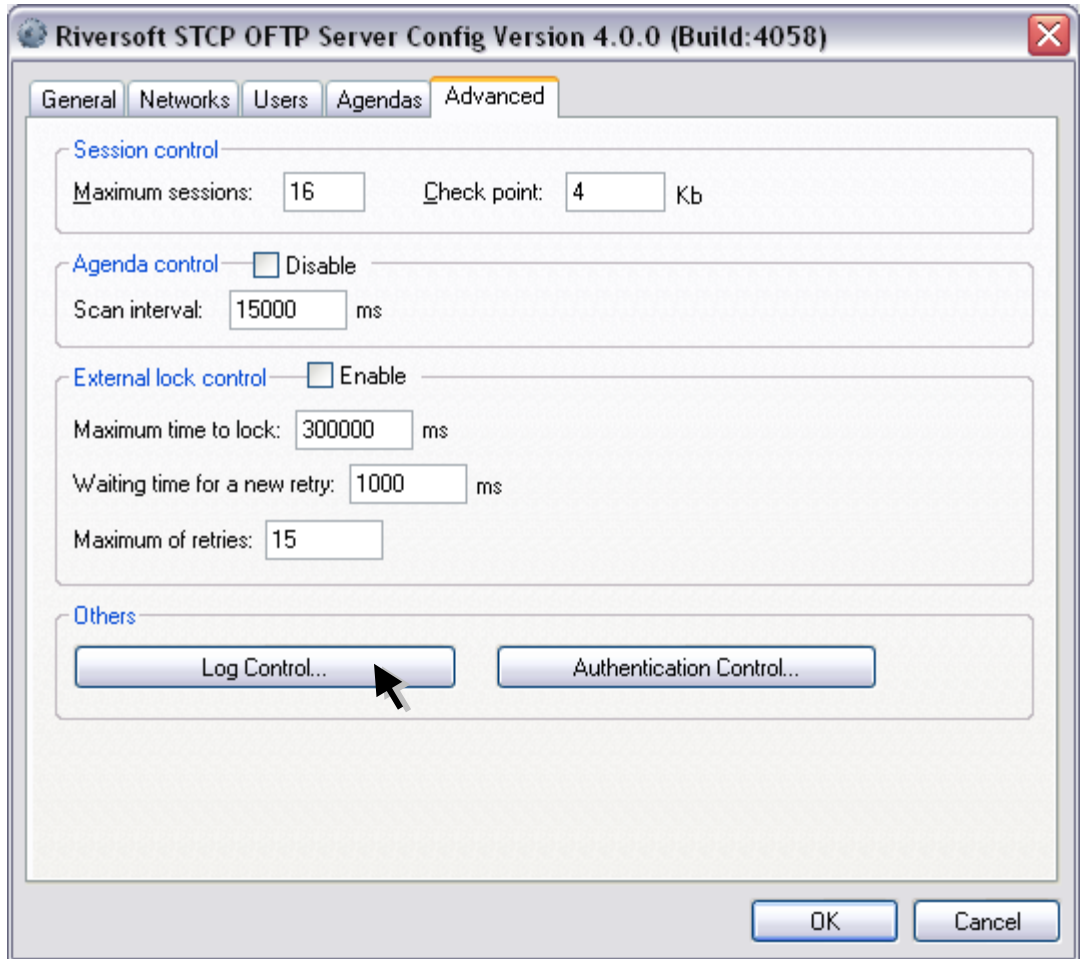 Riversoft STCP OFTP Server Config Version 4.0.0 (Build:4058)
General Networks Users Agendas Advanced
Session control
Maximum sessions: 16 Check point: 4 Kb
Agenda control Disable
Scan interval: 15000 ms
External lock control Enable
Maximum time to lock: 300000 ms
Waiting time for a new retry: 1000 ms
Maximum of retries: 15
Others
Log Control... Authentication Control...
OK Cancel